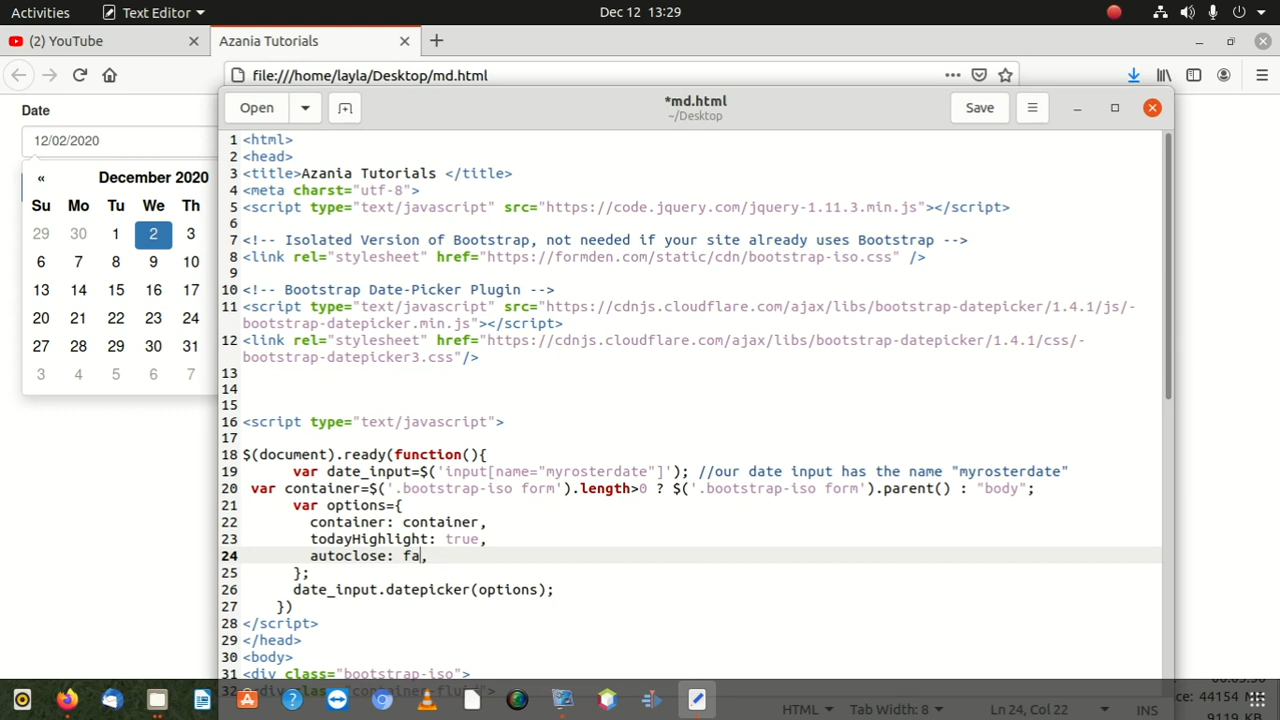 Activities
Text Editor
Dec 12 13:29
(2) YouTube
Azania Tutorials
file:///home/layla/Desktop/md.html
Date
12/02/2020
«
December 2020
Su Mo Tu We Th
29 30 1 2 3
6 7 8 9 10
13 14 15 16 17
20 21 22 23 24
27 28 29 30 31
3 4 5 6 7
Open
*md.html
~/Desktop
Save
1 <html>
2 <head>
3 <title>Azania Tutorials </title>
4 <meta charst="utf-8">
5 <script type="text/javascript" src="https://code.jquery.com/jquery-1.11.3.min.js"></script>
6
7 <!-- Isolated Version of Bootstrap, not needed if your site already uses Bootstrap -->
8 <link rel="stylesheet" href="https://formden.com/static/cdn/bootstrap-iso.css" />
9
10 <!-- Bootstrap Date-Picker Plugin -->
11 <script type="text/javascript" src="https://cdnjs.cloudflare.com/ajax/libs/bootstrap-datepicker/1.4.1/js/-
bootstrap-datepicker.min.js"></script>
12 <link rel="stylesheet" href="https://cdnjs.cloudflare.com/ajax/libs/bootstrap-datepicker/1.4.1/css/-
bootstrap-datepicker3.css"/>
13
14
15
16 <script type="text/javascript">
17
18 $(document).ready(function(){
19 var date_input=$('input[name="myrosterdate"]'); //our date input has the name "myrosterdate"
20 var container=$('.bootstrap-iso form').length>0 ? $('.bootstrap-iso form').parent() : "body";
21 var options={
22 container: container,
23 todayHighlight: true,
24 autoclose: fa,
25 };
26 date_input.datepicker(options);
27 })
28 </script>
29 </head>
30 <body>
31 <div class="bootstrap-iso">
32 <div class="container-fluid">
ce: 44154 M
HTML
Tab Width: 8
Ln 24, Col 22
INS